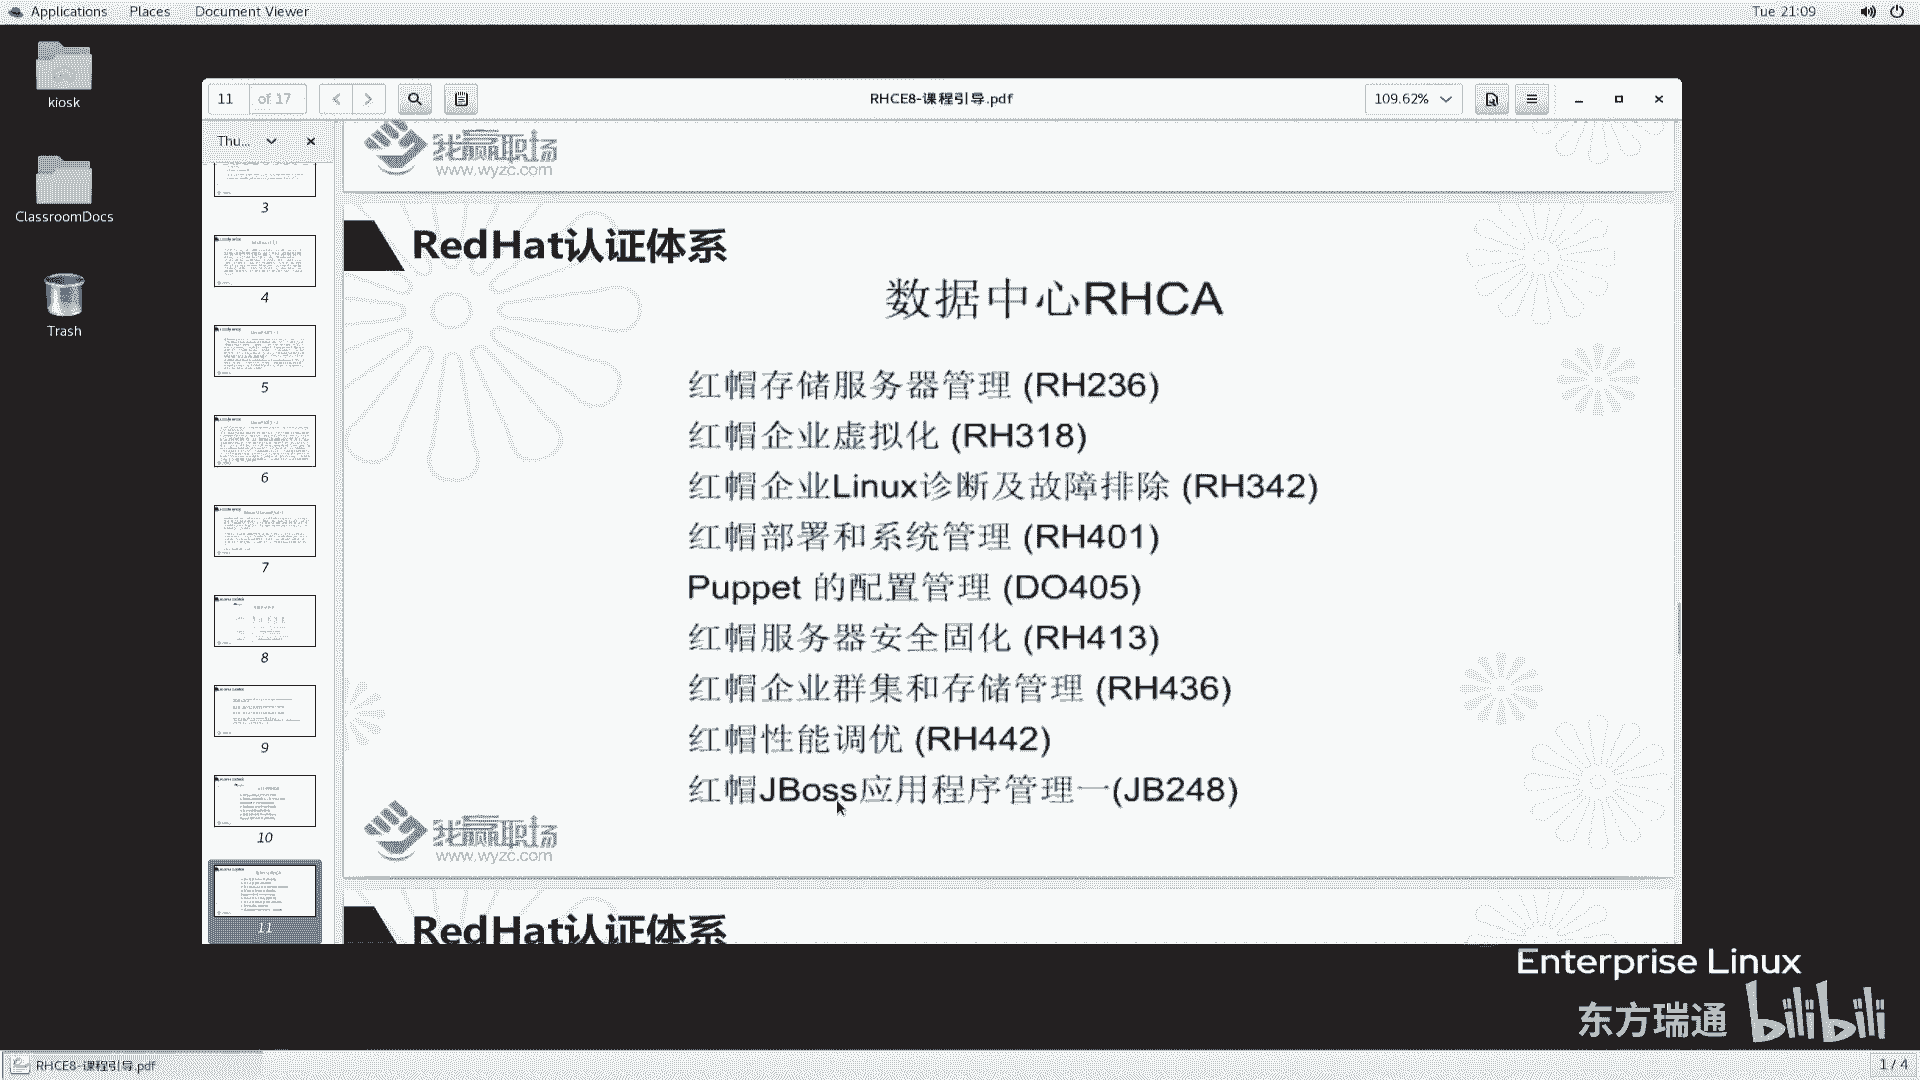 Applications Places Document Viewer Tue 21:09
kiosk
ClassroomDocs
Trash
11 of 17 RHCE8-课程引导.pdf 109.62%
Thu...
3
4
5
6
7
8
9
10
11
我赢职场
www.wyzc.com
RedHat认证体系
数据中心RHCA
红帽存储服务器管理 (RH236)
红帽企业虚拟化 (RH318)
红帽企业Linux诊断及故障排除 (RH342)
红帽部署和系统管理 (RH401)
Puppet 的配置管理 (DO405)
红帽服务器安全固化 (RH413)
红帽企业群集和存储管理 (RH436)
红帽性能调优 (RH442)
红帽JBoss应用程序管理一(JB248)
我赢职场
www.wyzc.com
RedHat认证体系
Enterprise Linux
东方瑞通 bilibili
RHCE8-课程引导.pdf 1 / 4